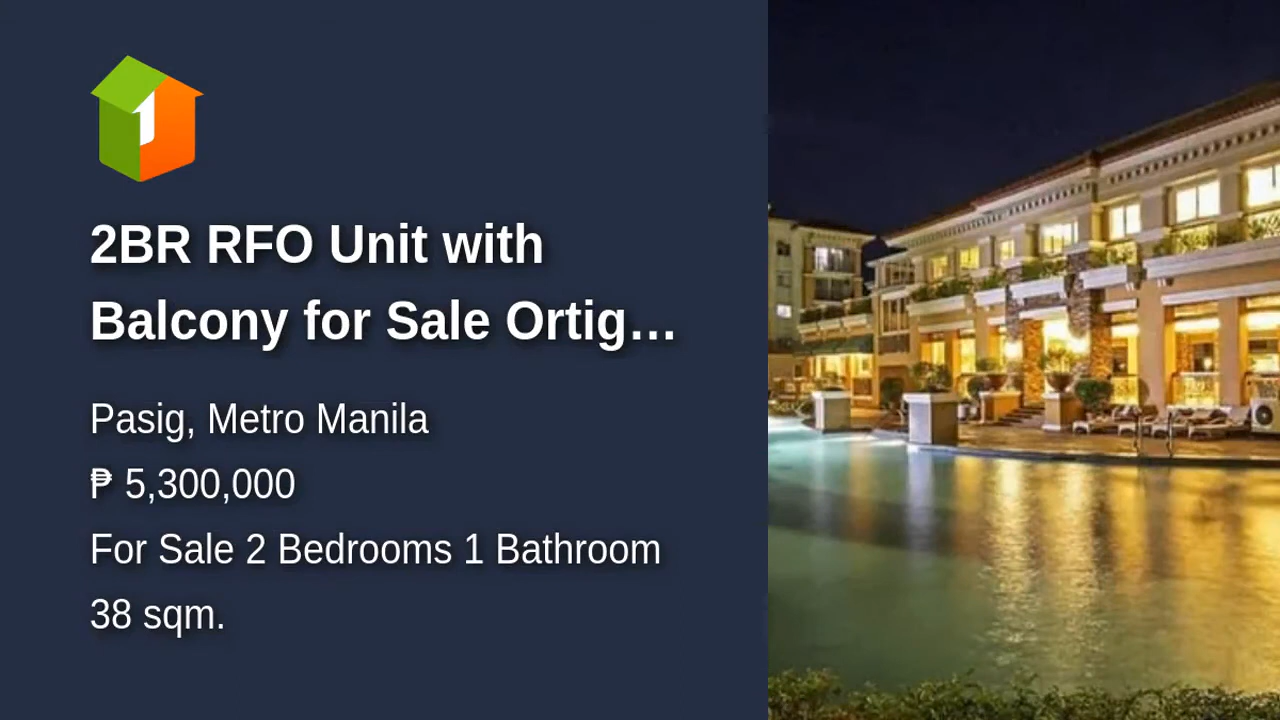 2BR RFO Unit with
Balcony for Sale Ortig…
Pasig, Metro Manila
₱ 5,300,000
For Sale 2 Bedrooms 1 Bathroom
38 sqm.